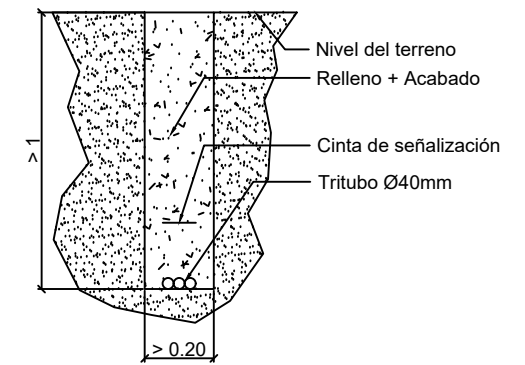 Nivel del terreno
Relleno + Acabado
> 1
Cinta de señalización
Tritubo Ø40mm
> 0.20